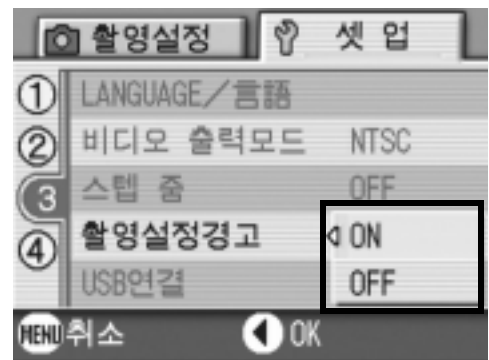 촬영설정 셋 업
① LANGUAGE/言語
② 비디오 출력모드 NTSC
3 스텝 줌 OFF
④ 촬영설정경고 ON
USB연결 OFF
MENU 취소 OK